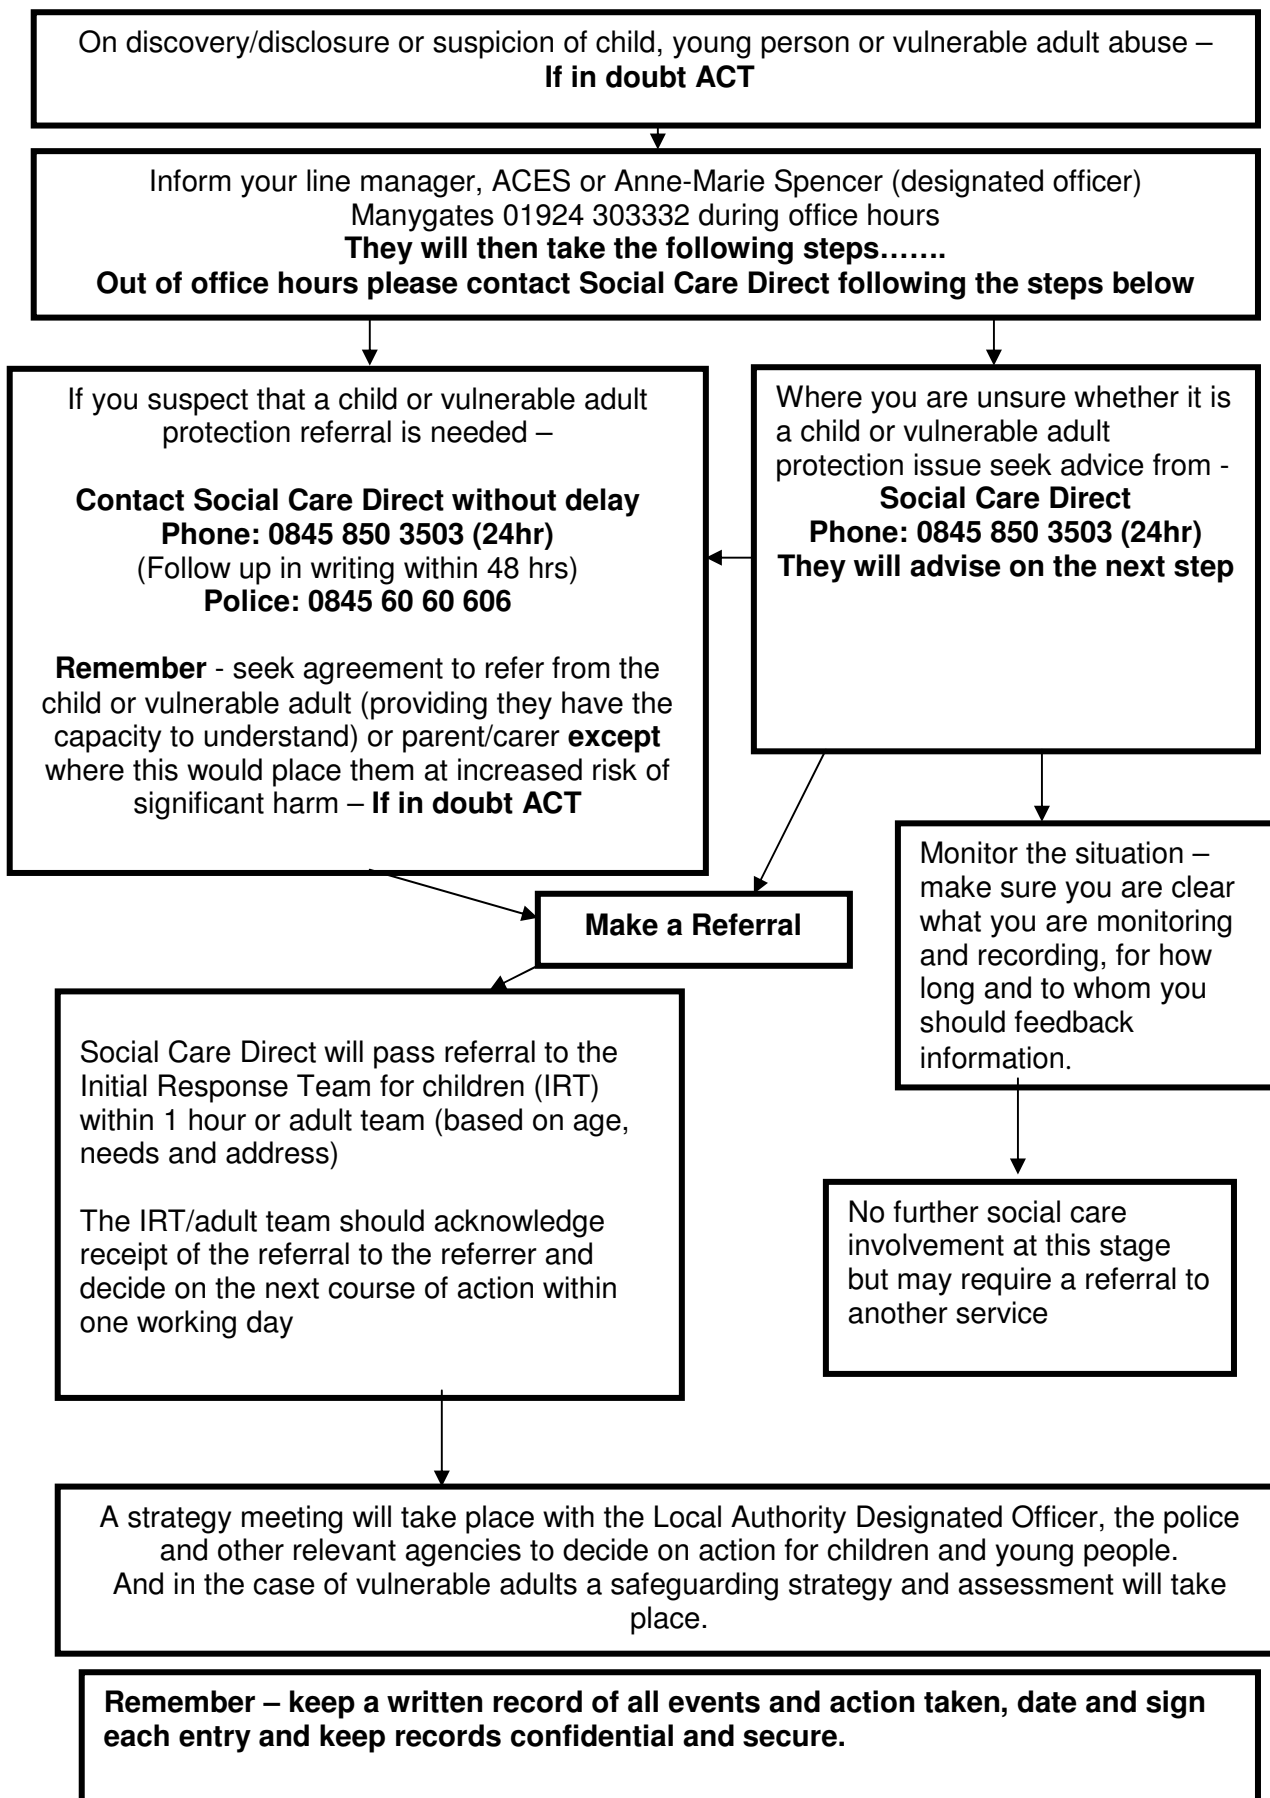 On discovery/disclosure or suspicion of child, young person or vulnerable adult abuse –
If in doubt ACT
Inform your line manager, ACES or Anne-Marie Spencer (designated officer)
Manygates 01924 303332 during office hours
They will then take the following steps…….
Out of office hours please contact Social Care Direct following the steps below
If you suspect that a child or vulnerable adult
protection referral is needed –
Contact Social Care Direct without delay
Phone: 0845 850 3503 (24hr)
(Follow up in writing within 48 hrs)
Police: 0845 60 60 606
Remember - seek agreement to refer from the
child or vulnerable adult (providing they have the
capacity to understand) or parent/carer except
where this would place them at increased risk of
significant harm – If in doubt ACT
Where you are unsure whether it is
a child or vulnerable adult
protection issue seek advice from -
Social Care Direct
Phone: 0845 850 3503 (24hr)
They will advise on the next step
Make a Referral
Monitor the situation –
make sure you are clear
what you are monitoring
and recording, for how
long and to whom you
should feedback
information.
Social Care Direct will pass referral to the
Initial Response Team for children (IRT)
within 1 hour or adult team (based on age,
needs and address)
The IRT/adult team should acknowledge
receipt of the referral to the referrer and
decide on the next course of action within
one working day
No further social care
involvement at this stage
but may require a referral to
another service
A strategy meeting will take place with the Local Authority Designated Officer, the police
and other relevant agencies to decide on action for children and young people.
And in the case of vulnerable adults a safeguarding strategy and assessment will take
place.
Remember – keep a written record of all events and action taken, date and sign
each entry and keep records confidential and secure.